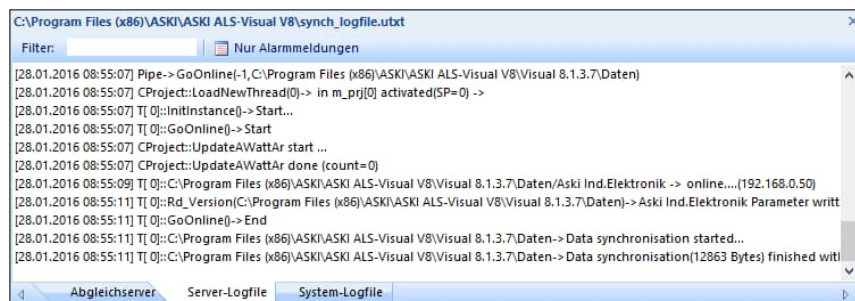 C:\Program Files (x86)\ASKI\ASKI ALS-Visual V8\synch_logfile.utxt
Filter: Nur Alarmmeldungen
[28.01.2016 08:55:07] Pipe->GoOnline(-1,C:\Program Files (x86)\ASKI\ASKI ALS-Visual V8\Visual 8.1.3.7\Daten)
[28.01.2016 08:55:07] CProject::LoadNewThread(0)-> in m_prj[0] activated(SP=0) ->
[28.01.2016 08:55:07] T[ 0]::InitInstance()->Start...
[28.01.2016 08:55:07] T[ 0]::GoOnline()->Start
[28.01.2016 08:55:07] CProject::UpdateAWattAr start ...
[28.01.2016 08:55:07] CProject::UpdateAWattAr done (count=0)
[28.01.2016 08:55:09] T[ 0]::C:\Program Files (x86)\ASKI\ASKI ALS-Visual V8\Visual 8.1.3.7\Daten/Aski Ind.Elektronik -> online....(192.168.0.50)
[28.01.2016 08:55:11] T[ 0]::Rd_Version(C:\Program Files (x86)\ASKI\ASKI ALS-Visual V8\Visual 8.1.3.7\Daten)->Aski Ind.Elektronik Parameter writt
[28.01.2016 08:55:11] T[ 0]::GoOnline()->End
[28.01.2016 08:55:11] T[ 0]::C:\Program Files (x86)\ASKI\ASKI ALS-Visual V8\Visual 8.1.3.7\Daten->Data synchronisation started...
[28.01.2016 08:55:11] T[ 0]::C:\Program Files (x86)\ASKI\ASKI ALS-Visual V8\Visual 8.1.3.7\Daten->Data synchronisation(12863 Bytes) finished wit
Abgleichserver Server-Logfile System-Logfile